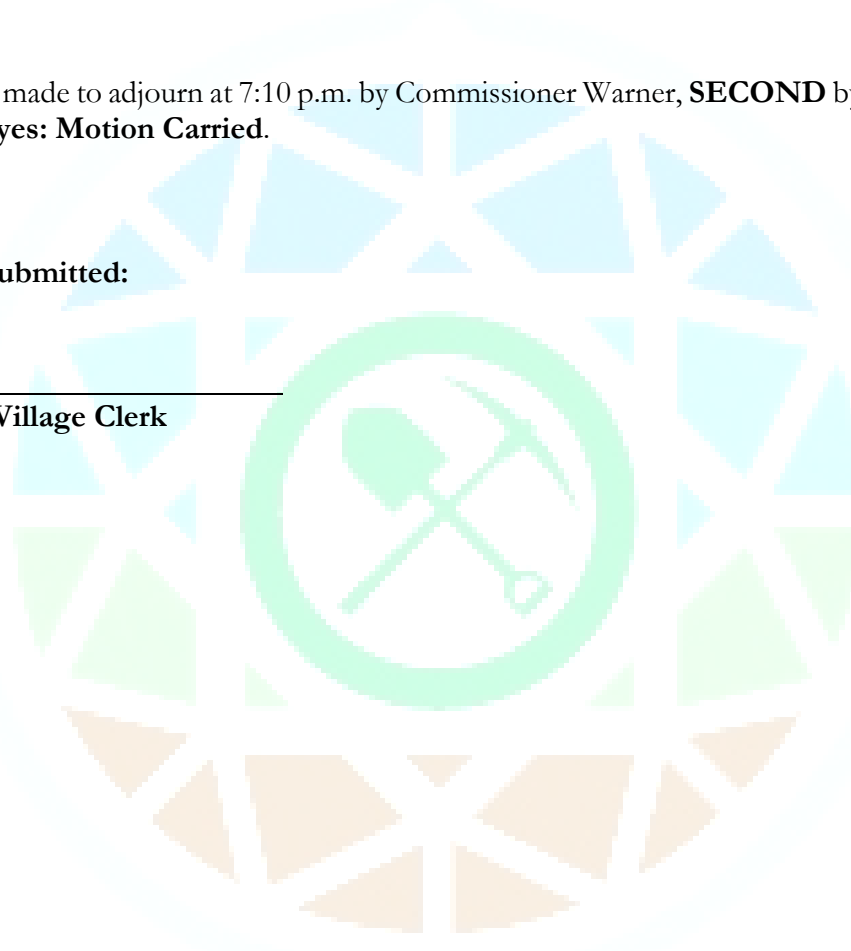 made to adjourn at 7:10 p.m. by Commissioner Warner, SECOND by
yes: Motion Carried.
ubmitted:
Village Clerk